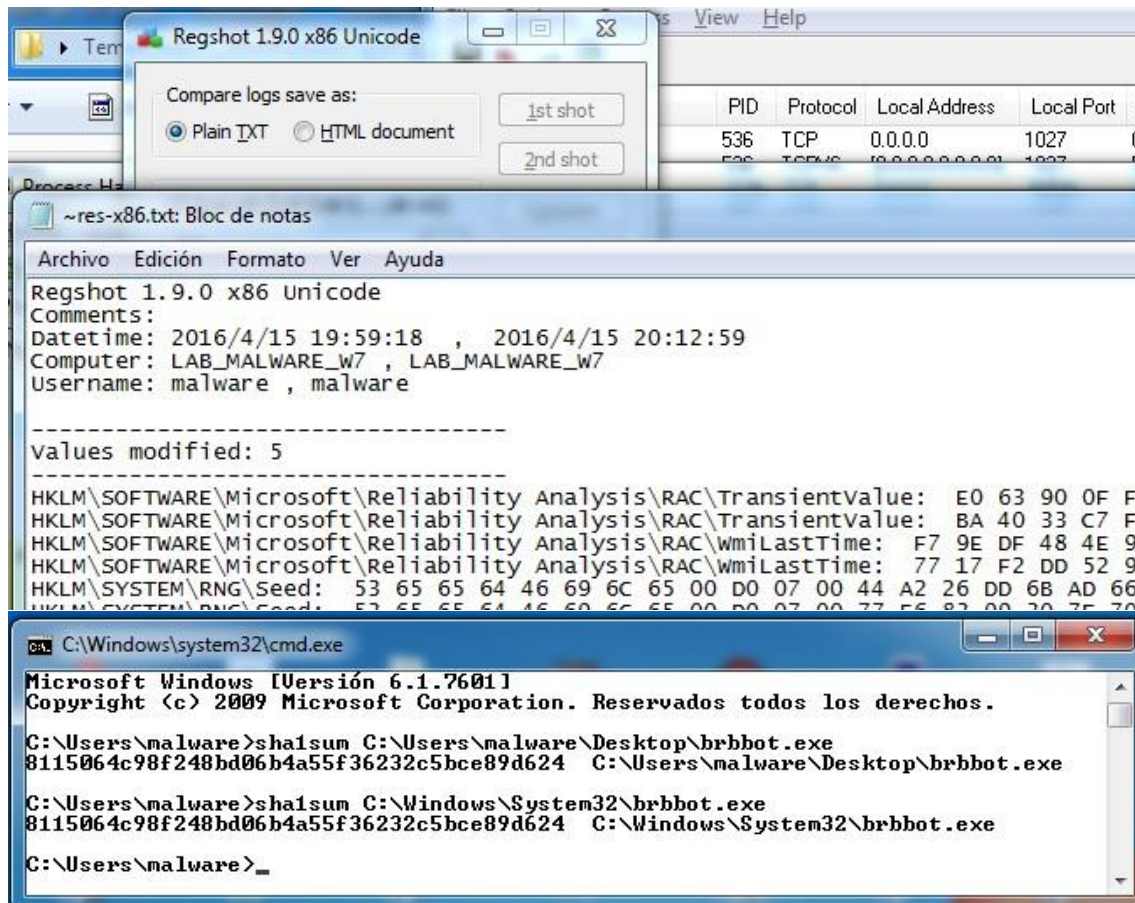 View Help
Tem
Regshot 1.9.0 x86 Unicode
Compare logs save as:
Plain TXT
HTML document
1st shot
2nd shot
PID Protocol Local Address Local Port
536 TCP 0.0.0.0 1027
Process Ha
~res-x86.txt: Bloc de notas
Archivo Edición Formato Ver Ayuda
Regshot 1.9.0 x86 Unicode
Comments:
Datetime: 2016/4/15 19:59:18 , 2016/4/15 20:12:59
Computer: LAB_MALWARE_W7 , LAB_MALWARE_W7
Username: malware , malware
----------------------------------
Values modified: 5
----------------------------------
HKLM\SOFTWARE\Microsoft\Reliability Analysis\RAC\TransientValue: E0 63 90 0F F
HKLM\SOFTWARE\Microsoft\Reliability Analysis\RAC\TransientValue: BA 40 33 C7 F
HKLM\SOFTWARE\Microsoft\Reliability Analysis\RAC\WmiLastTime: F7 9E DF 48 4E 9
HKLM\SOFTWARE\Microsoft\Reliability Analysis\RAC\WmiLastTime: 77 17 F2 DD 52 9
HKLM\SYSTEM\RNG\Seed: 53 65 65 64 46 69 6C 65 00 D0 07 00 44 A2 26 DD 6B AD 66
C:\Windows\system32\cmd.exe
Microsoft Windows [Versión 6.1.7601]
Copyright (c) 2009 Microsoft Corporation. Reservados todos los derechos.
C:\Users\malware>sha1sum C:\Users\malware\Desktop\brbbot.exe
8115064c98f248bd06b4a55f36232c5bce89d624 C:\Users\malware\Desktop\brbbot.exe
C:\Users\malware>sha1sum C:\Windows\System32\brbbot.exe
8115064c98f248bd06b4a55f36232c5bce89d624 C:\Windows\System32\brbbot.exe
C:\Users\malware>_